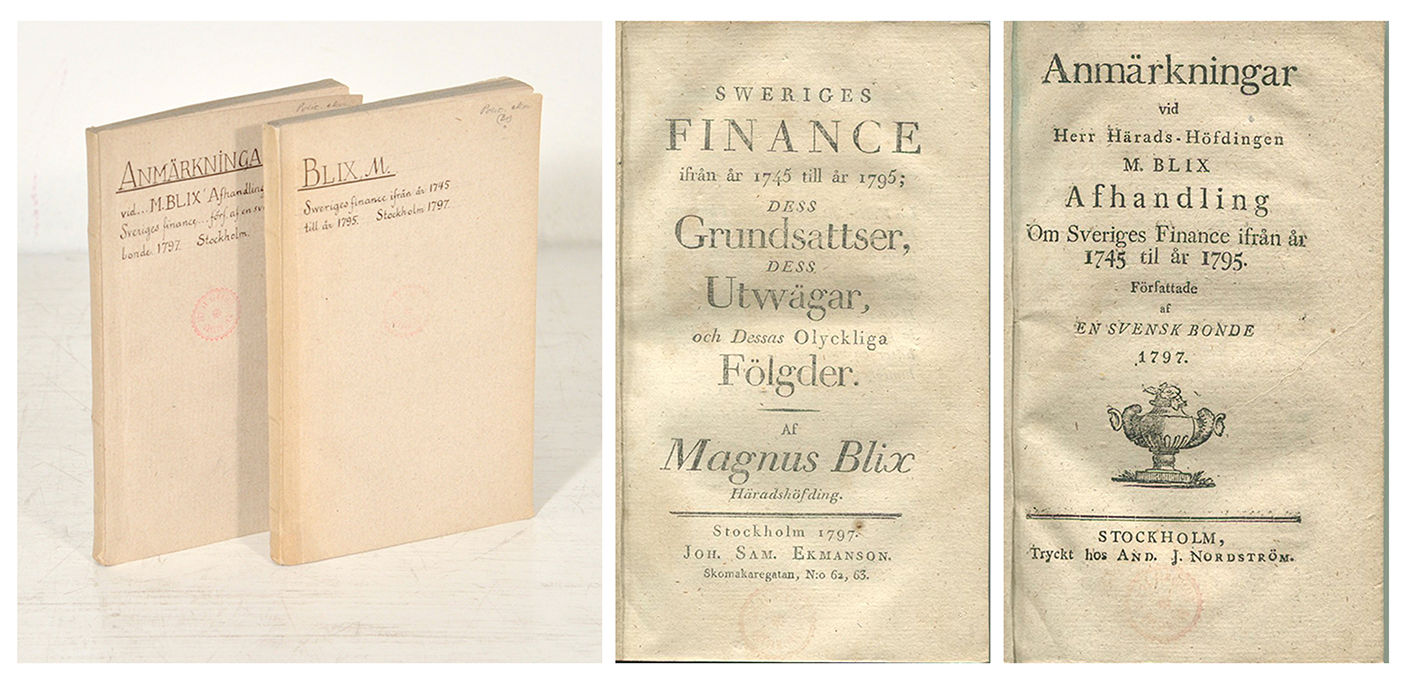 ANMÄRKNINGA
vid... M. BLIX' Afhandling
Sveriges finance... förf. af en sv
bonde. 1797. Stockholm.
BLIX, M.
Sweriges finance ifrån år 1745
till år 1795. Stockholm 1797.
SWERIGES
FINANCE
ifrån år 1745 till år 1795;
DESS
Grundsattser,
DESS
Utwägar,
och Dessas Olyckliga
Fölgder.
AF
Magnus Blix
Häradshöfding.
Stockholm 1797.
JOH. SAM. EKMANSON.
Skomakaregatan, N:o 62, 63.
Anmärkningar
vid
Herr Härads-Höfdingen
M. BLIX
Afhandling
Om Sveriges Finance ifrån år
1745 til år 1795.
Författade
af
EN SVENSK BONDE
1797.
STOCKHOLM,
Tryckt hos AND. J. NORDSTRÖM.